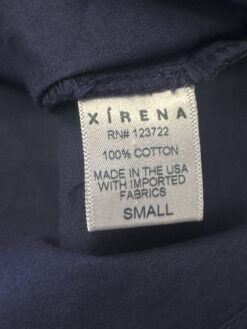 XÍRENA
RN# 123722
100% COTTON
MADE IN THE USA
WITH IMPORTED
FABRICS
SMALL